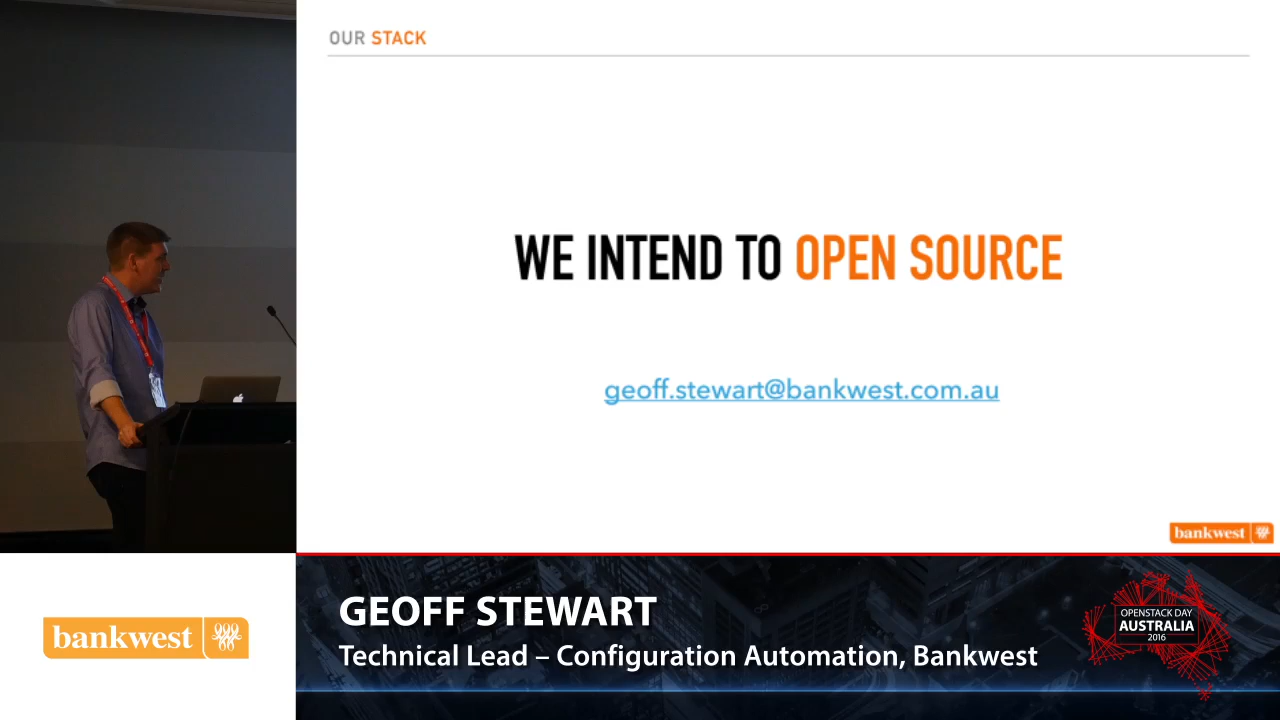 OUR STACK
WE INTEND TO OPEN SOURCE
geoff.stewart@bankwest.com.au
bankwest
bankwest
GEOFF STEWART
Technical Lead – Configuration Automation, Bankwest
OPENSTACK DAY
AUSTRALIA
2016